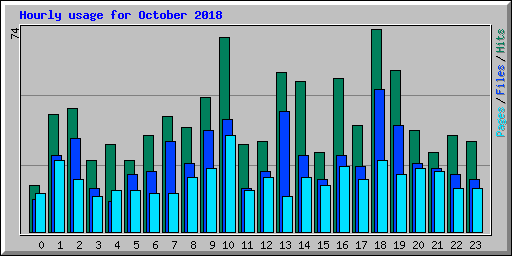 Hourly usage for October 2018
74
Pages/Files/Hits
0 1 2 3 4 5 6 7 8 9 10 11 12 13 14 15 16 17 18 19 20 21 22 23